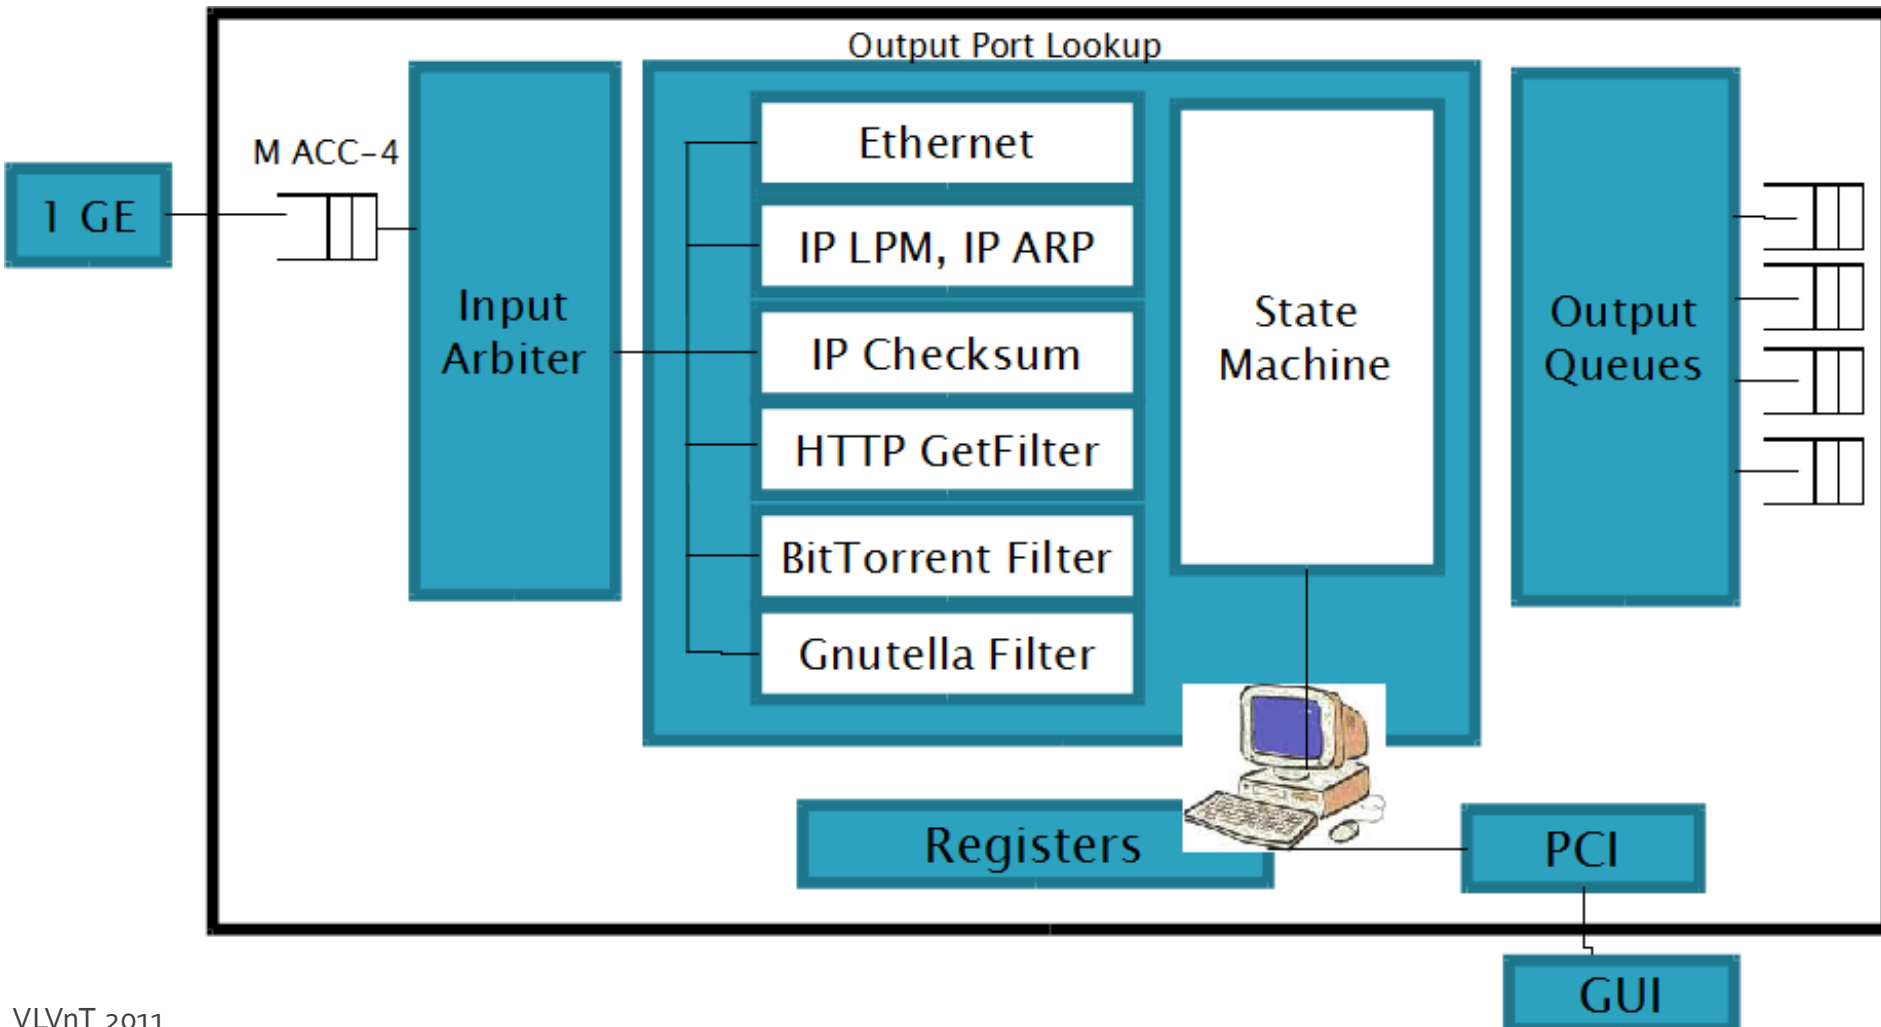 Output Port Lookup
M ACC-4
1 GE
Input
Arbiter
Ethernet
IP LPM, IP ARP
IP Checksum
HTTP GetFilter
BitTorrent Filter
Gnutella Filter
State
Machine
Output
Queues
Registers
PCI
GUI
VLVnT 2011